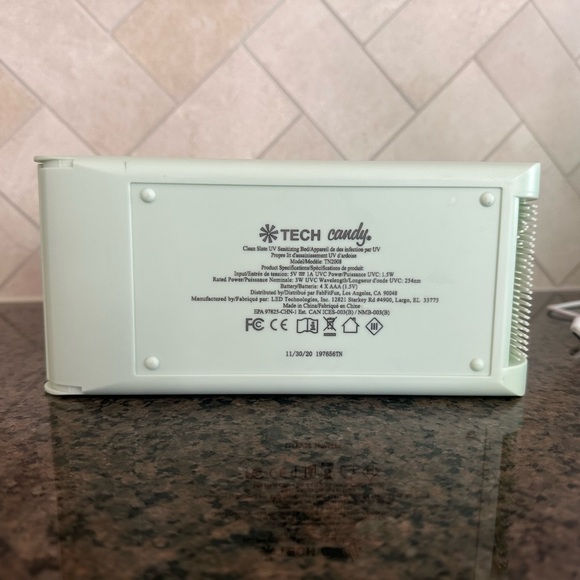 TECH candy®
Clean Slate UV Sanitizing Bed/Appareil de des infection par UV
Propre lit d'assainissement UV d'ardoise
Model/Modèle: TN2008
Product Specifications/Spécifications de produit:
Input/Entrée de tension: 5V 1A UVC Power/Puissance UVC: 1.5W
Rated Power/Puissance Nominale: 3W UVC Wavelength/Longueur d'onde UVC: 254nm
Battery/Batterie: 4 X AAA (1.5V)
Distributed by/Distribué par FabFitFun, Los Angeles, CA 90048
Manufactured by/Fabriqué par: LED Technologies, Inc. 12821 Starkey Rd #4900, Largo, FL 33773
Made in China/Fabriqué en Chine
EPA 97825-CHN-1 Est. CAN ICES-003(B) / NMB-003(B)
FC CE
11/30/20 197656TN